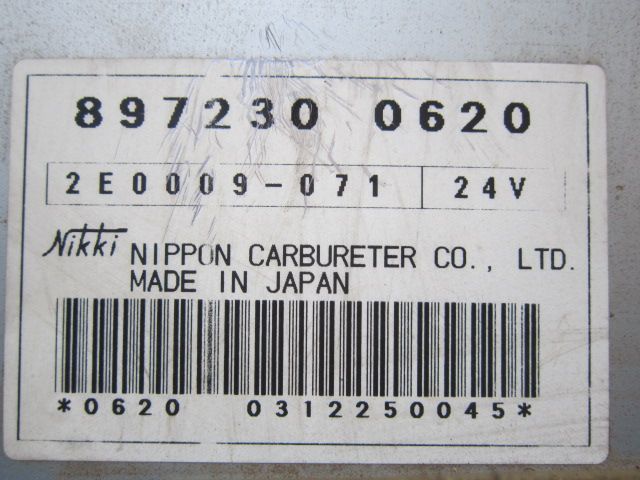 897230 0620
2E0009-071 24V
Nikki NIPPON CARBURETER CO., LTD.
MADE IN JAPAN
*0620 0312250045*